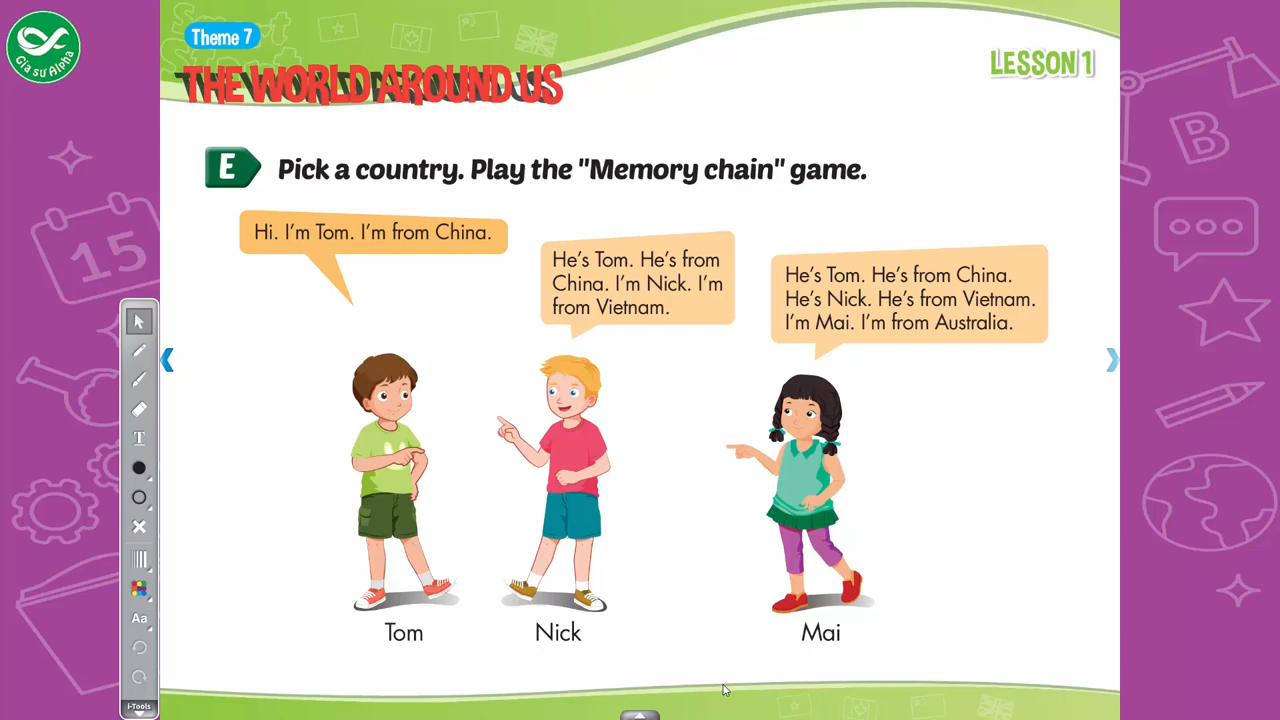 Gia sư Alpha
Theme 7
THE WORLD AROUND US
LESSON 1
E
Pick a country. Play the "Memory chain" game.
Hi. I'm Tom. I'm from China.
He's Tom. He's from
China. I'm Nick. I'm
from Vietnam.
He's Tom. He's from China.
He's Nick. He's from Vietnam.
I'm Mai. I'm from Australia.
Tom
Nick
Mai
15
B
T
Aa
i-Tools